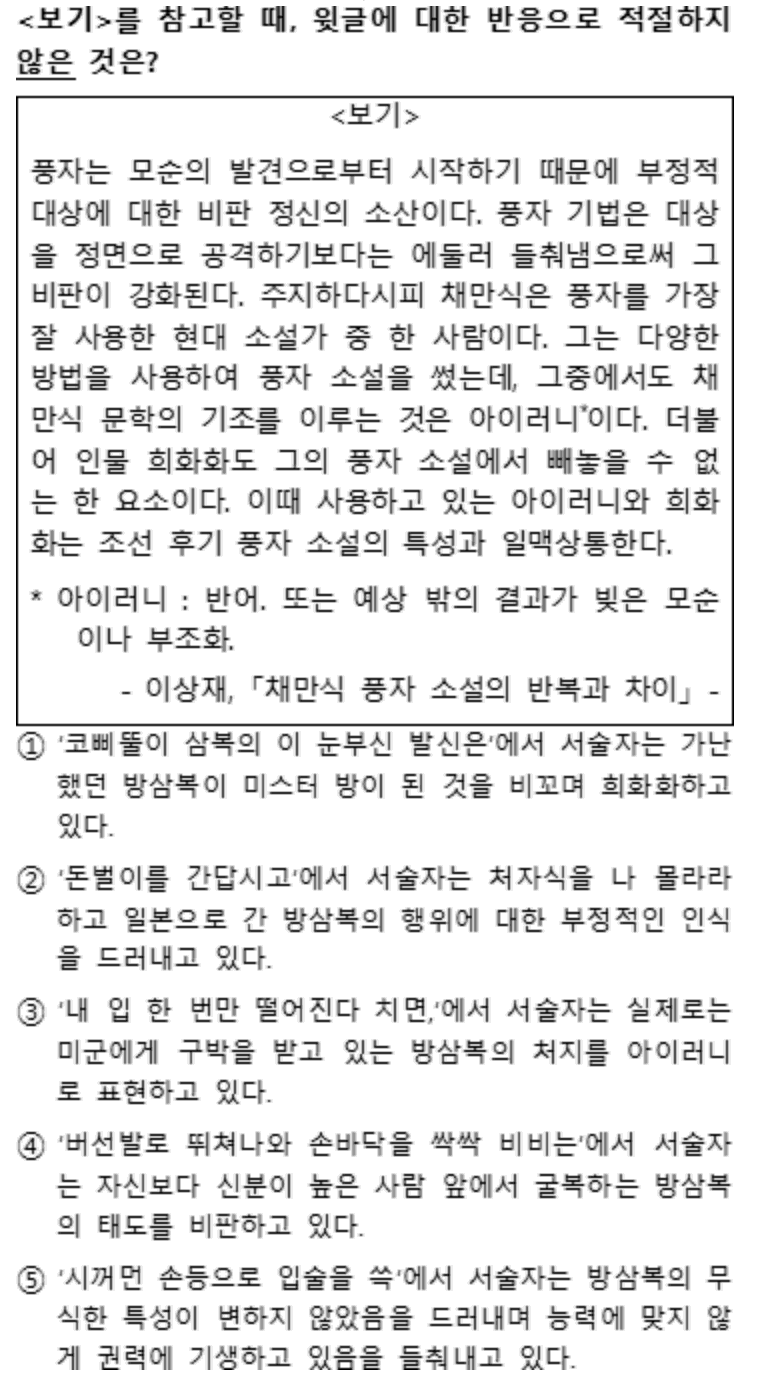 <보기>를 참고할 때, 윗글에 대한 반응으로 적절하지
않은 것은?
<보기>
풍자는 모순의 발견으로부터 시작하기 때문에 부정적
대상에 대한 비판 정신의 소산이다. 풍자 기법은 대상
을 정면으로 공격하기보다는 에둘러 들춰냄으로써 그
비판이 강화된다. 주지하다시피 채만식은 풍자를 가장
잘 사용한 현대 소설가 중 한 사람이다. 그는 다양한
방법을 사용하여 풍자 소설을 썼는데, 그중에서도 채
만식 문학의 기조를 이루는 것은 아이러니*이다. 더불
어 인물 희화화도 그의 풍자 소설에서 빼놓을 수 없
는 한 요소이다. 이때 사용하고 있는 아이러니와 희화
화는 조선 후기 풍자 소설의 특성과 일맥상통한다.
* 아이러니 : 반어. 또는 예상 밖의 결과가 빚은 모순
이나 부조화.
- 이상재, 「채만식 풍자 소설의 반복과 차이」 -
① '코삐뚤이 삼복의 이 눈부신 발신은'에서 서술자는 가난
했던 방삼복이 미스터 방이 된 것을 비꼬며 희화화하고
있다.
② '돈벌이를 간답시고'에서 서술자는 처자식을 나 몰라라
하고 일본으로 간 방삼복의 행위에 대한 부정적인 인식
을 드러내고 있다.
③ '내 입 한 번만 떨어진다 치면,'에서 서술자는 실제로는
미군에게 구박을 받고 있는 방삼복의 처지를 아이러니
로 표현하고 있다.
④ '버선발로 뛰쳐나와 손바닥을 싹싹 비비는'에서 서술자
는 자신보다 신분이 높은 사람 앞에서 굴복하는 방삼복
의 태도를 비판하고 있다.
⑤ '시꺼먼 손등으로 입술을 쓱'에서 서술자는 방삼복의 무
식한 특성이 변하지 않았음을 드러내며 능력에 맞지 않
게 권력에 기생하고 있음을 들춰내고 있다.